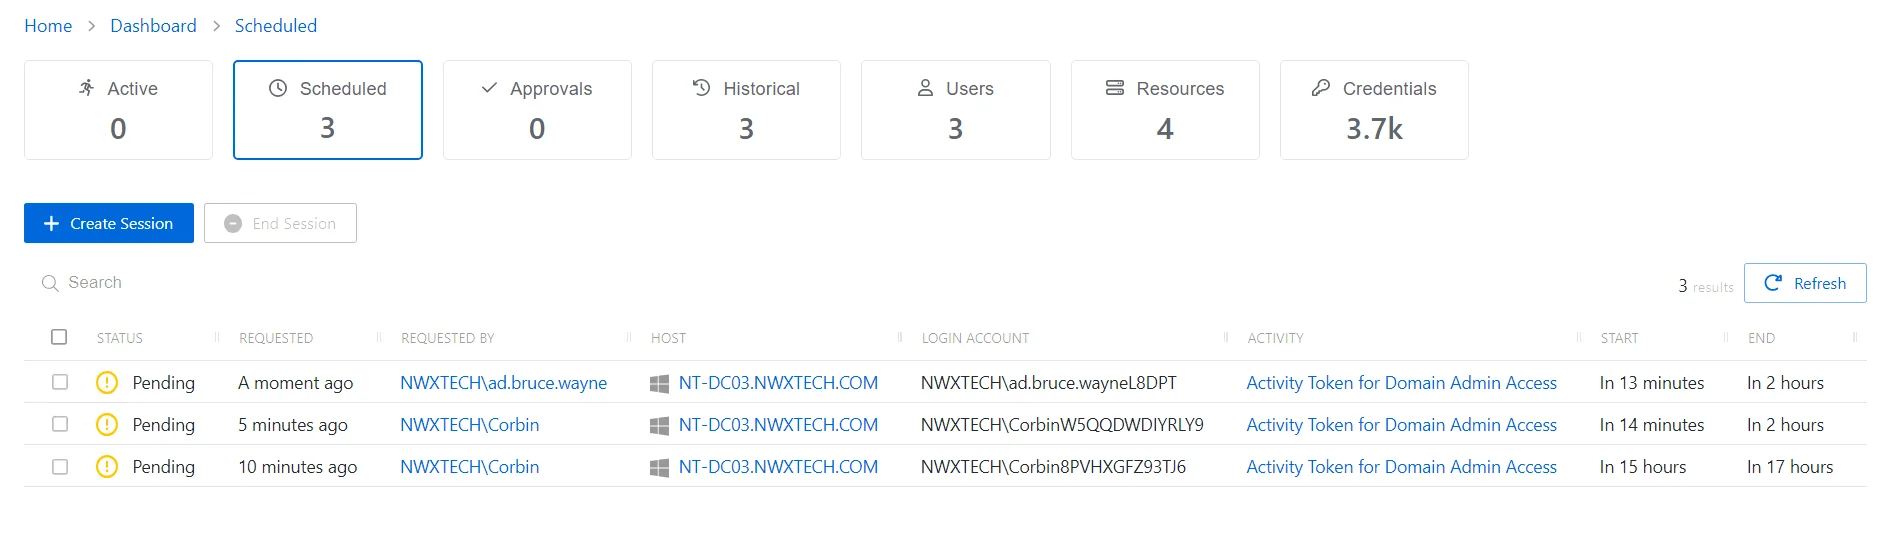 Home > Dashboard > Scheduled
Active Scheduled Approvals Historical Users Resources Credentials
0 3 0 3 3 4 3.7k
Create Session End Session
Search 3 results Refresh
STATUS REQUESTED REQUESTED BY HOST LOGIN ACCOUNT ACTIVITY START END
Pending A moment ago NWXTECH\ad.bruce.wayne NT-DC03.NWXTECH.COM NWXTECH\ad.bruce.wayneL8DPT Activity Token for Domain Admin Access In 13 minutes In 2 hours
Pending 5 minutes ago NWXTECH\Corbin NT-DC03.NWXTECH.COM NWXTECH\CorbinW5QQDWDIYRLY9 Activity Token for Domain Admin Access In 14 minutes In 2 hours
Pending 10 minutes ago NWXTECH\Corbin NT-DC03.NWXTECH.COM NWXTECH\Corbin8PVHXGFZ93TJ6 Activity Token for Domain Admin Access In 15 hours In 17 hours